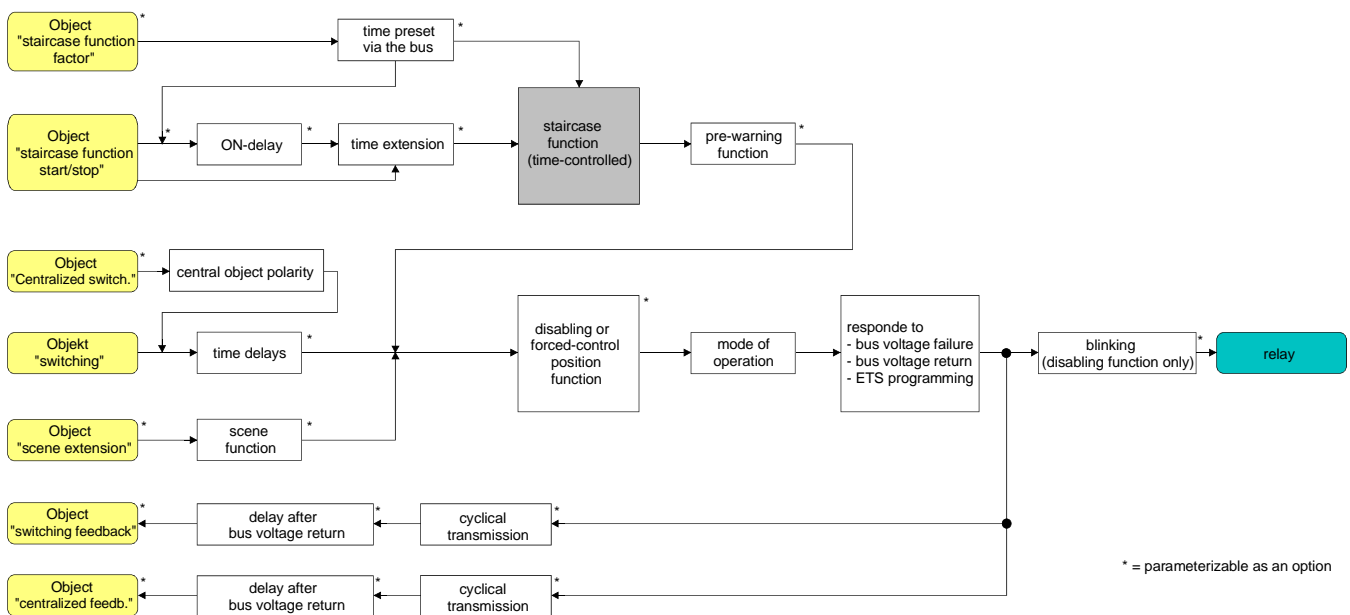 Object
"staircase function
factor"
*
time preset
via the bus
*
Object
"staircase function
start/stop"
*
ON-delay
*
time extension
*
staircase
function
(time-controlled)
pre-warning
function
*
Object
"Centralized switch."
*
central object polarity
Objekt
"switching"
time delays
*
disabling or
forced-control
position
function
*
mode of
operation
responde to
- bus voltage failure
- bus voltage return
- ETS programming
blinking
(disabling function only)
*
relay
Object
"scene extension"
*
scene
function
*
Object
"switching feedback"
*
delay after
bus voltage return
*
cyclical
transmission
*
Object
"centralized feedb."
*
delay after
bus voltage return
*
cyclical
transmission
*
* = parameterizable as an option